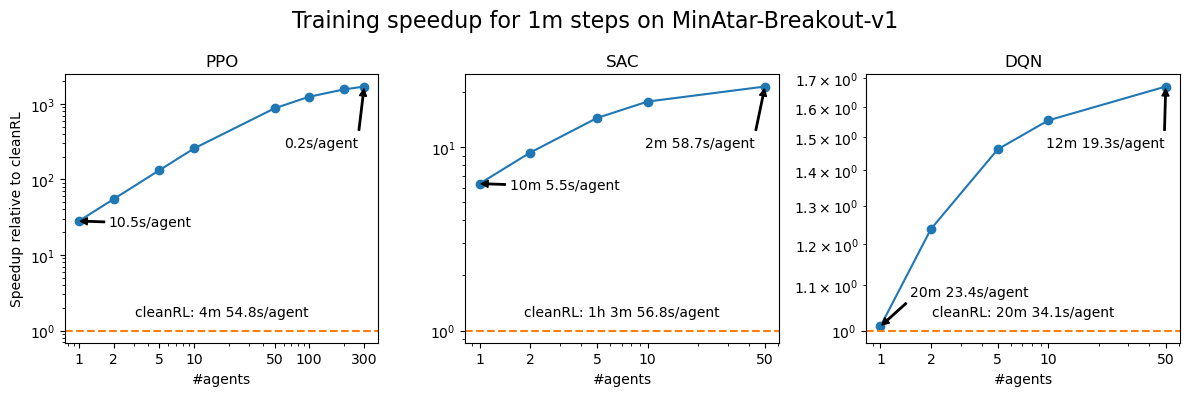 Training speedup for 1m steps on MinAtar-Breakout-v1
PPO
Speedup relative to cleanRL
10³
10²
10¹
10⁰
0.2s/agent
10.5s/agent
cleanRL: 4m 54.8s/agent
1 2 5 10 50 100 300
#agents
SAC
10¹
10⁰
2m 58.7s/agent
10m 5.5s/agent
cleanRL: 1h 3m 56.8s/agent
1 2 5 10 50
#agents
DQN
1.7 × 10⁰
1.6 × 10⁰
1.5 × 10⁰
1.4 × 10⁰
1.3 × 10⁰
1.2 × 10⁰
1.1 × 10⁰
10⁰
12m 19.3s/agent
20m 23.4s/agent
cleanRL: 20m 34.1s/agent
1 2 5 10 50
#agents